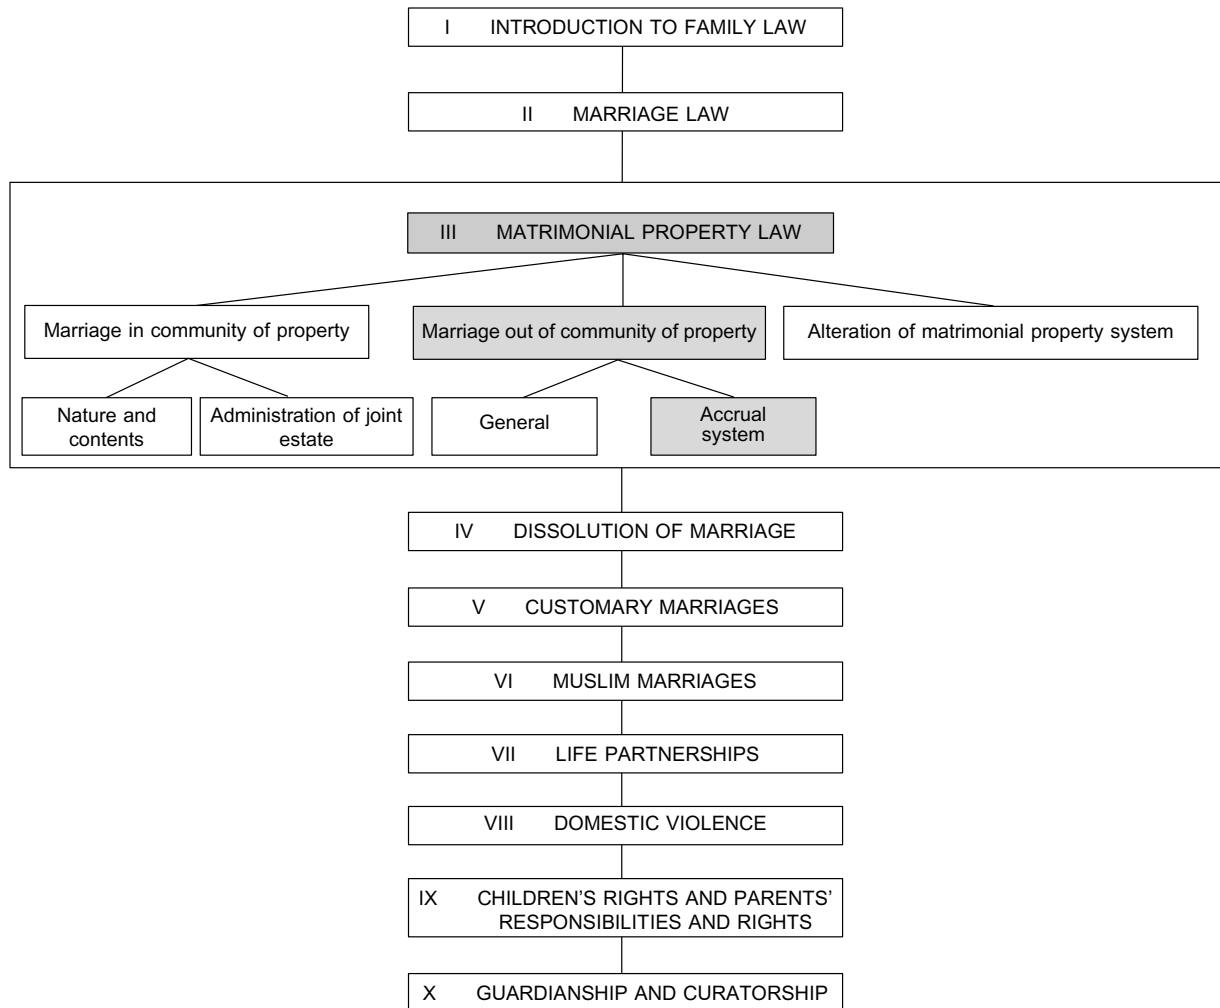 I INTRODUCTION TO FAMILY LAW
II MARRIAGE LAW
III MATRIMONIAL PROPERTY LAW
Marriage in community of property
Marriage out of community of property
Alteration of matrimonial property system
Nature and
contents
Administration of joint
estate
General
Accrual
system
IV DISSOLUTION OF MARRIAGE
V CUSTOMARY MARRIAGES
VI MUSLIM MARRIAGES
VII LIFE PARTNERSHIPS
VIII DOMESTIC VIOLENCE
IX CHILDREN’S RIGHTS AND PARENTS’
RESPONSIBILITIES AND RIGHTS
X GUARDIANSHIP AND CURATORSHIP